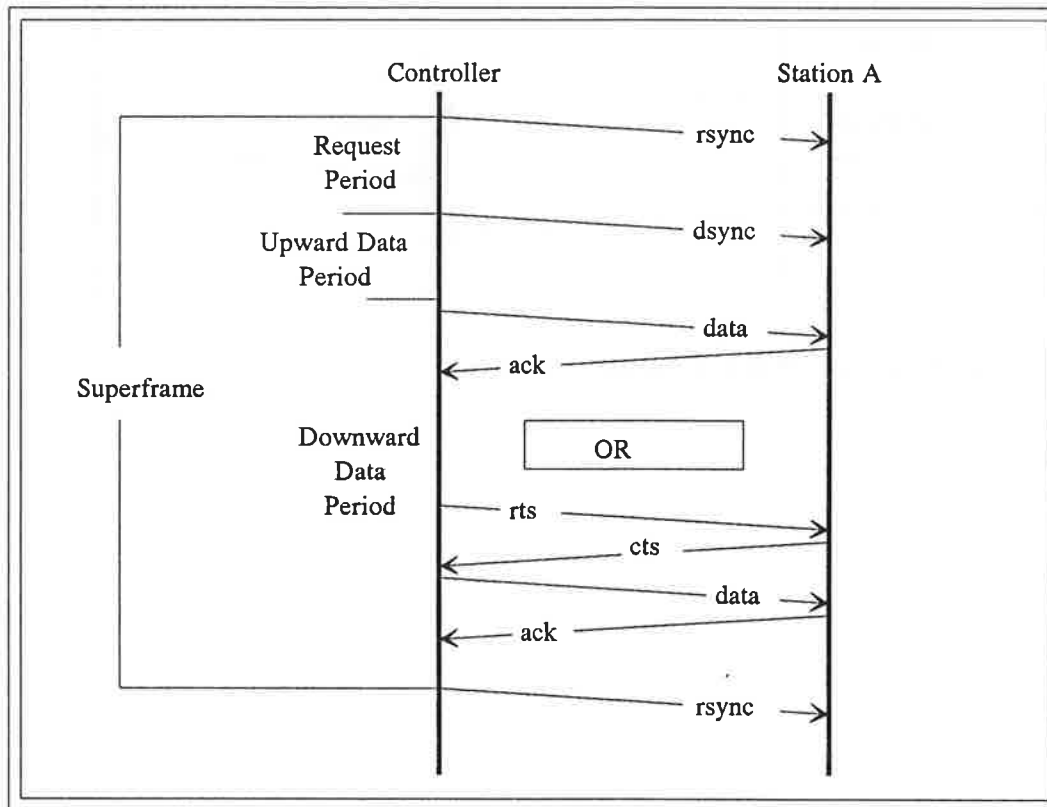 Controller
Station A
rsync
Request
Period
dsync
Upward Data
Period
data
ack
Superframe
Downward
Data
Period
OR
rts
cts
data
ack
rsync